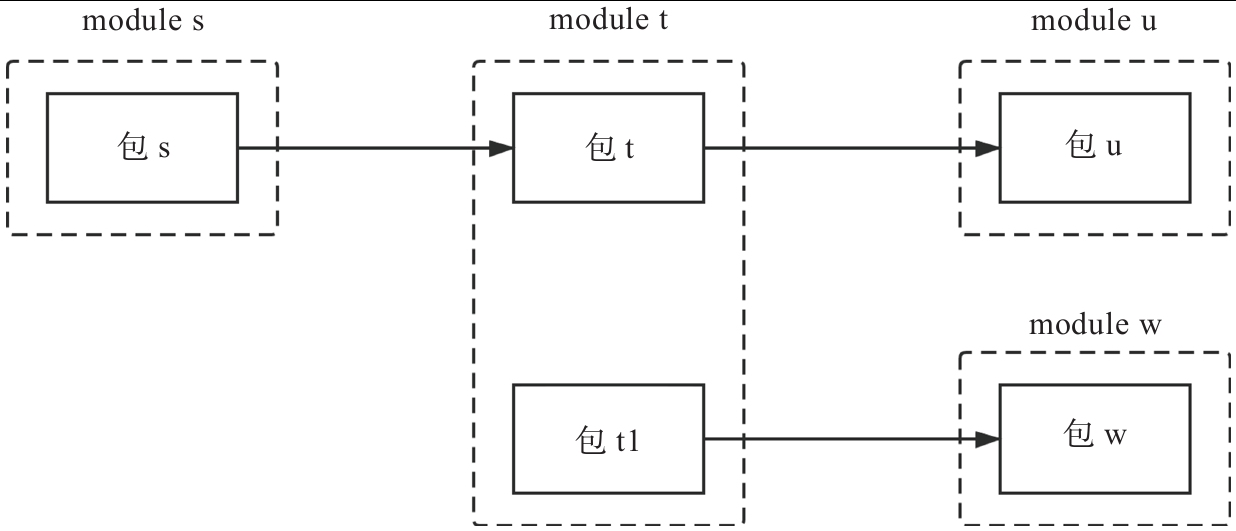 module s
module t
module u
包 s
包 t
包 u
module w
包 t1
包 w